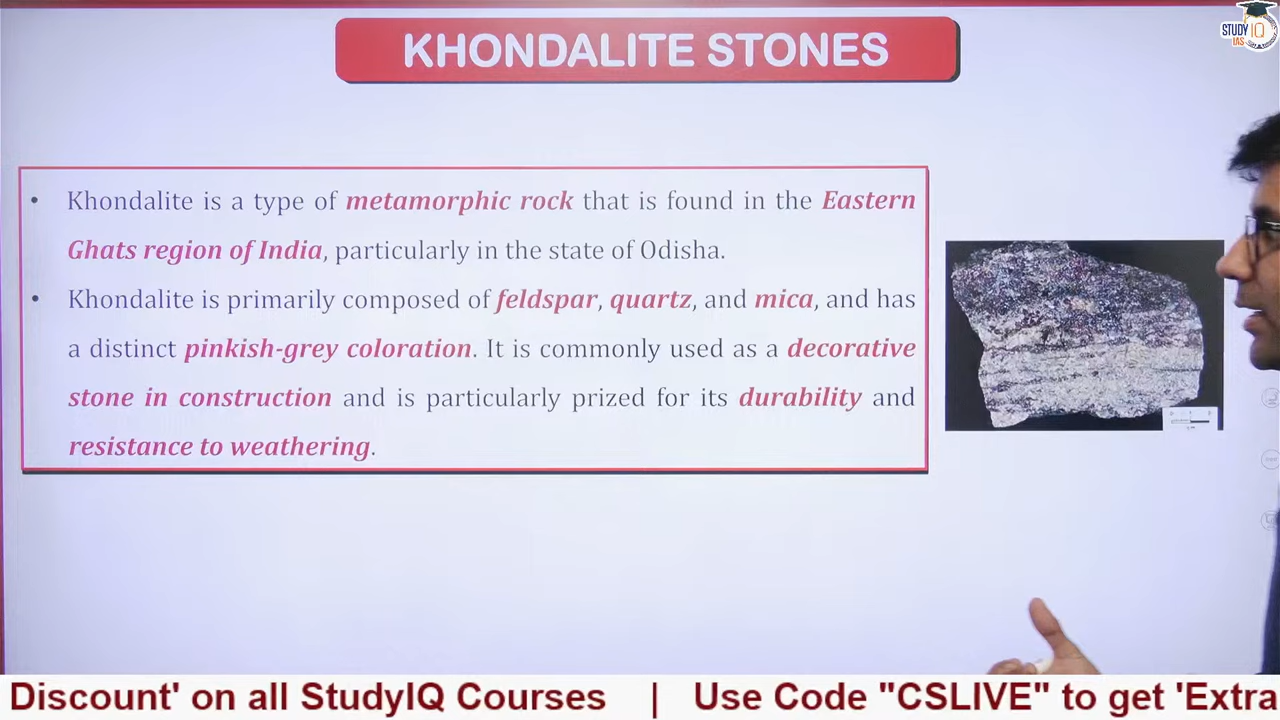 KHONDALITE STONES
STUDY IQ
IAS
• Khondalite is a type of metamorphic rock that is found in the Eastern
Ghats region of India, particularly in the state of Odisha.
• Khondalite is primarily composed of feldspar, quartz, and mica, and has
a distinct pinkish-grey coloration. It is commonly used as a decorative
stone in construction and is particularly prized for its durability and
resistance to weathering.
Discount' on all StudyIQ Courses | Use Code "CSLIVE" to get 'Extra